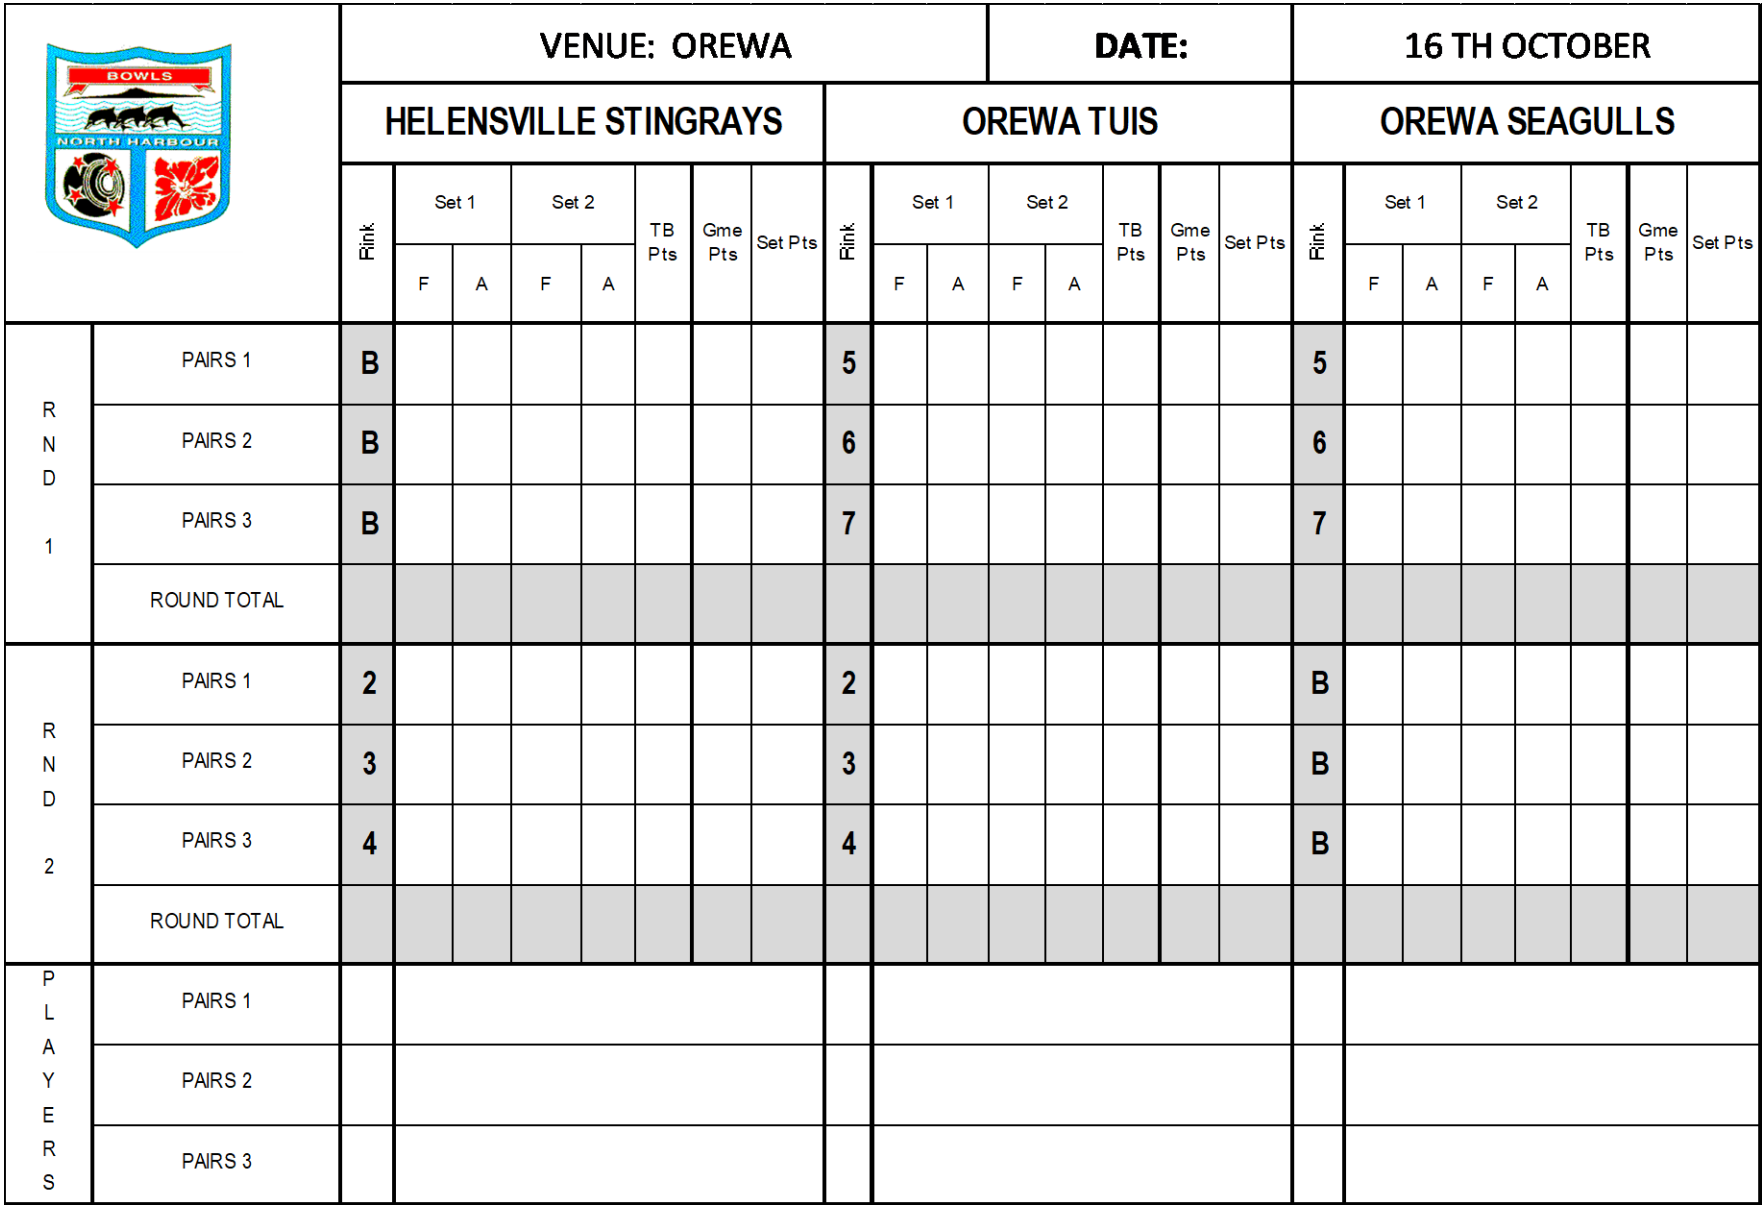 BOWLS
NORTH HARBOUR
VENUE: OREWA DATE: 16 TH OCTOBER
HELENSVILLE STINGRAYS OREWA TUIS OREWA SEAGULLS
Rink Set 1 Set 2 TB Pts Gme Pts Set Pts Rink Set 1 Set 2 TB Pts Gme Pts Set Pts Rink Set 1 Set 2 TB Pts Gme Pts Set Pts
F A F A F A F A F A F A
RND 1
PAIRS 1 B 5 5
PAIRS 2 B 6 6
PAIRS 3 B 7 7
ROUND TOTAL
RND 2
PAIRS 1 2 2 B
PAIRS 2 3 3 B
PAIRS 3 4 4 B
ROUND TOTAL
PLAYERS
PAIRS 1
PAIRS 2
PAIRS 3